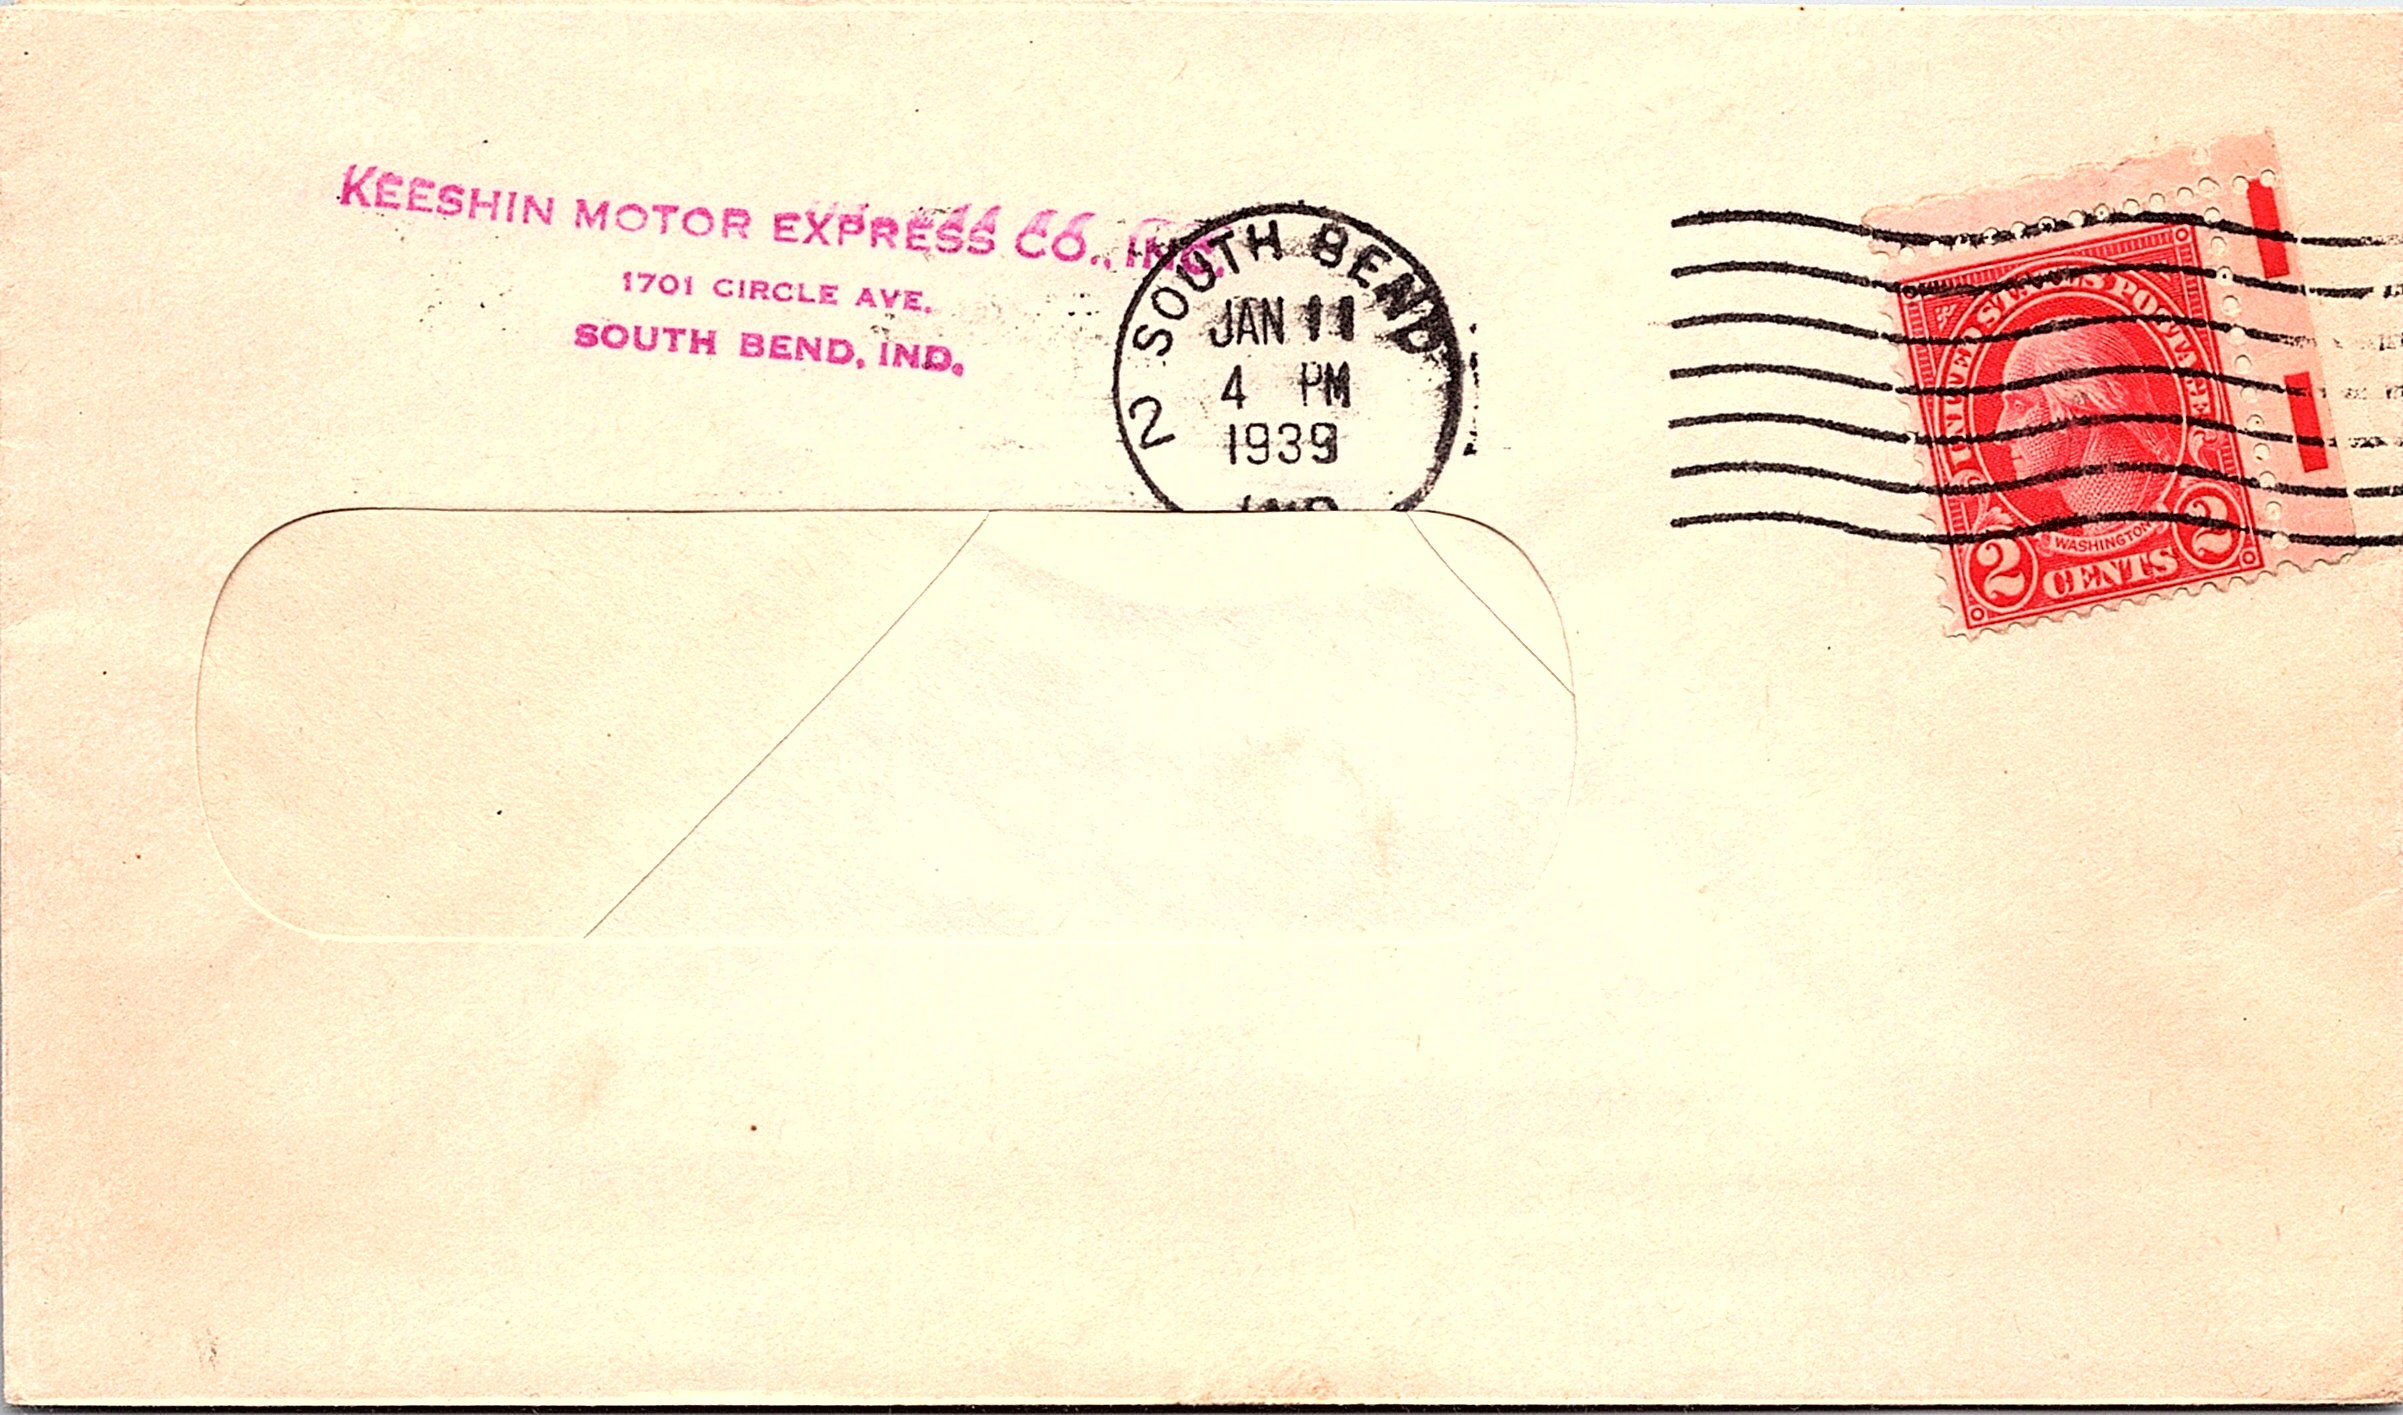 KEESHIN MOTOR EXPRESS CO., INC.
1701 CIRCLE AVE.
SOUTH BEND, IND.
SOUTH BEND 2
JAN 11
4 PM
1939
IND
UNITED STATES POSTAGE
WASHINGTON
2 CENTS 2